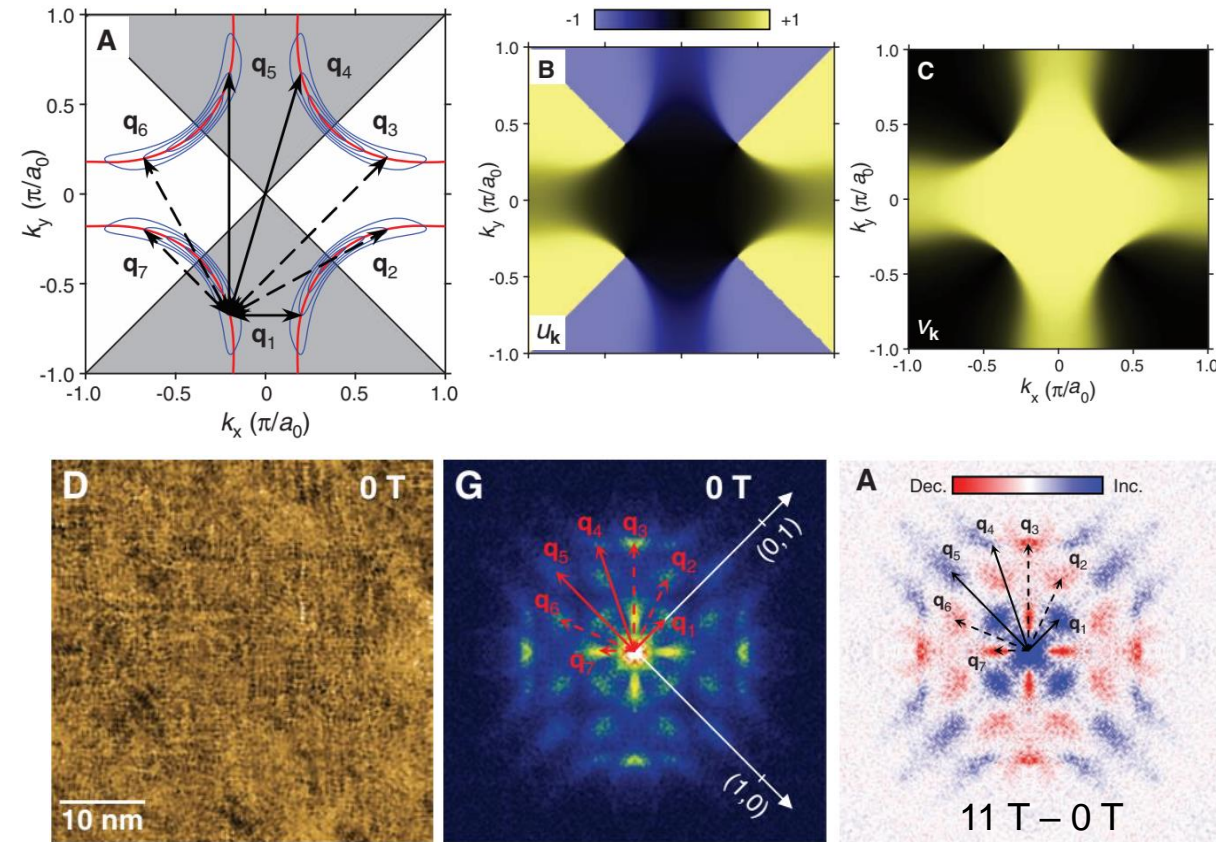 -1 +1
A
q5 q4
q6 q3
q7 q2
q1
1.0
0.5
0
-0.5
-1.0
ky (π/a0)
-1.0 -0.5 0 0.5 1.0
kx (π/a0)
B
uk
1.0
0.5
0
-0.5
-1.0
ky (π/a0)
C
vk
1.0
0.5
0
-0.5
-1.0
ky (π/a0)
-1.0 -0.5 0 0.5 1.0
kx (π/a0)
D 0 T
10 nm
G 0 T
q3
q4
q5 q2
q6 q1
q7
(0,1)
(1,0)
A
Dec. Inc.
q4 q3
q5 q2
q6 q1
q7
11 T – 0 T